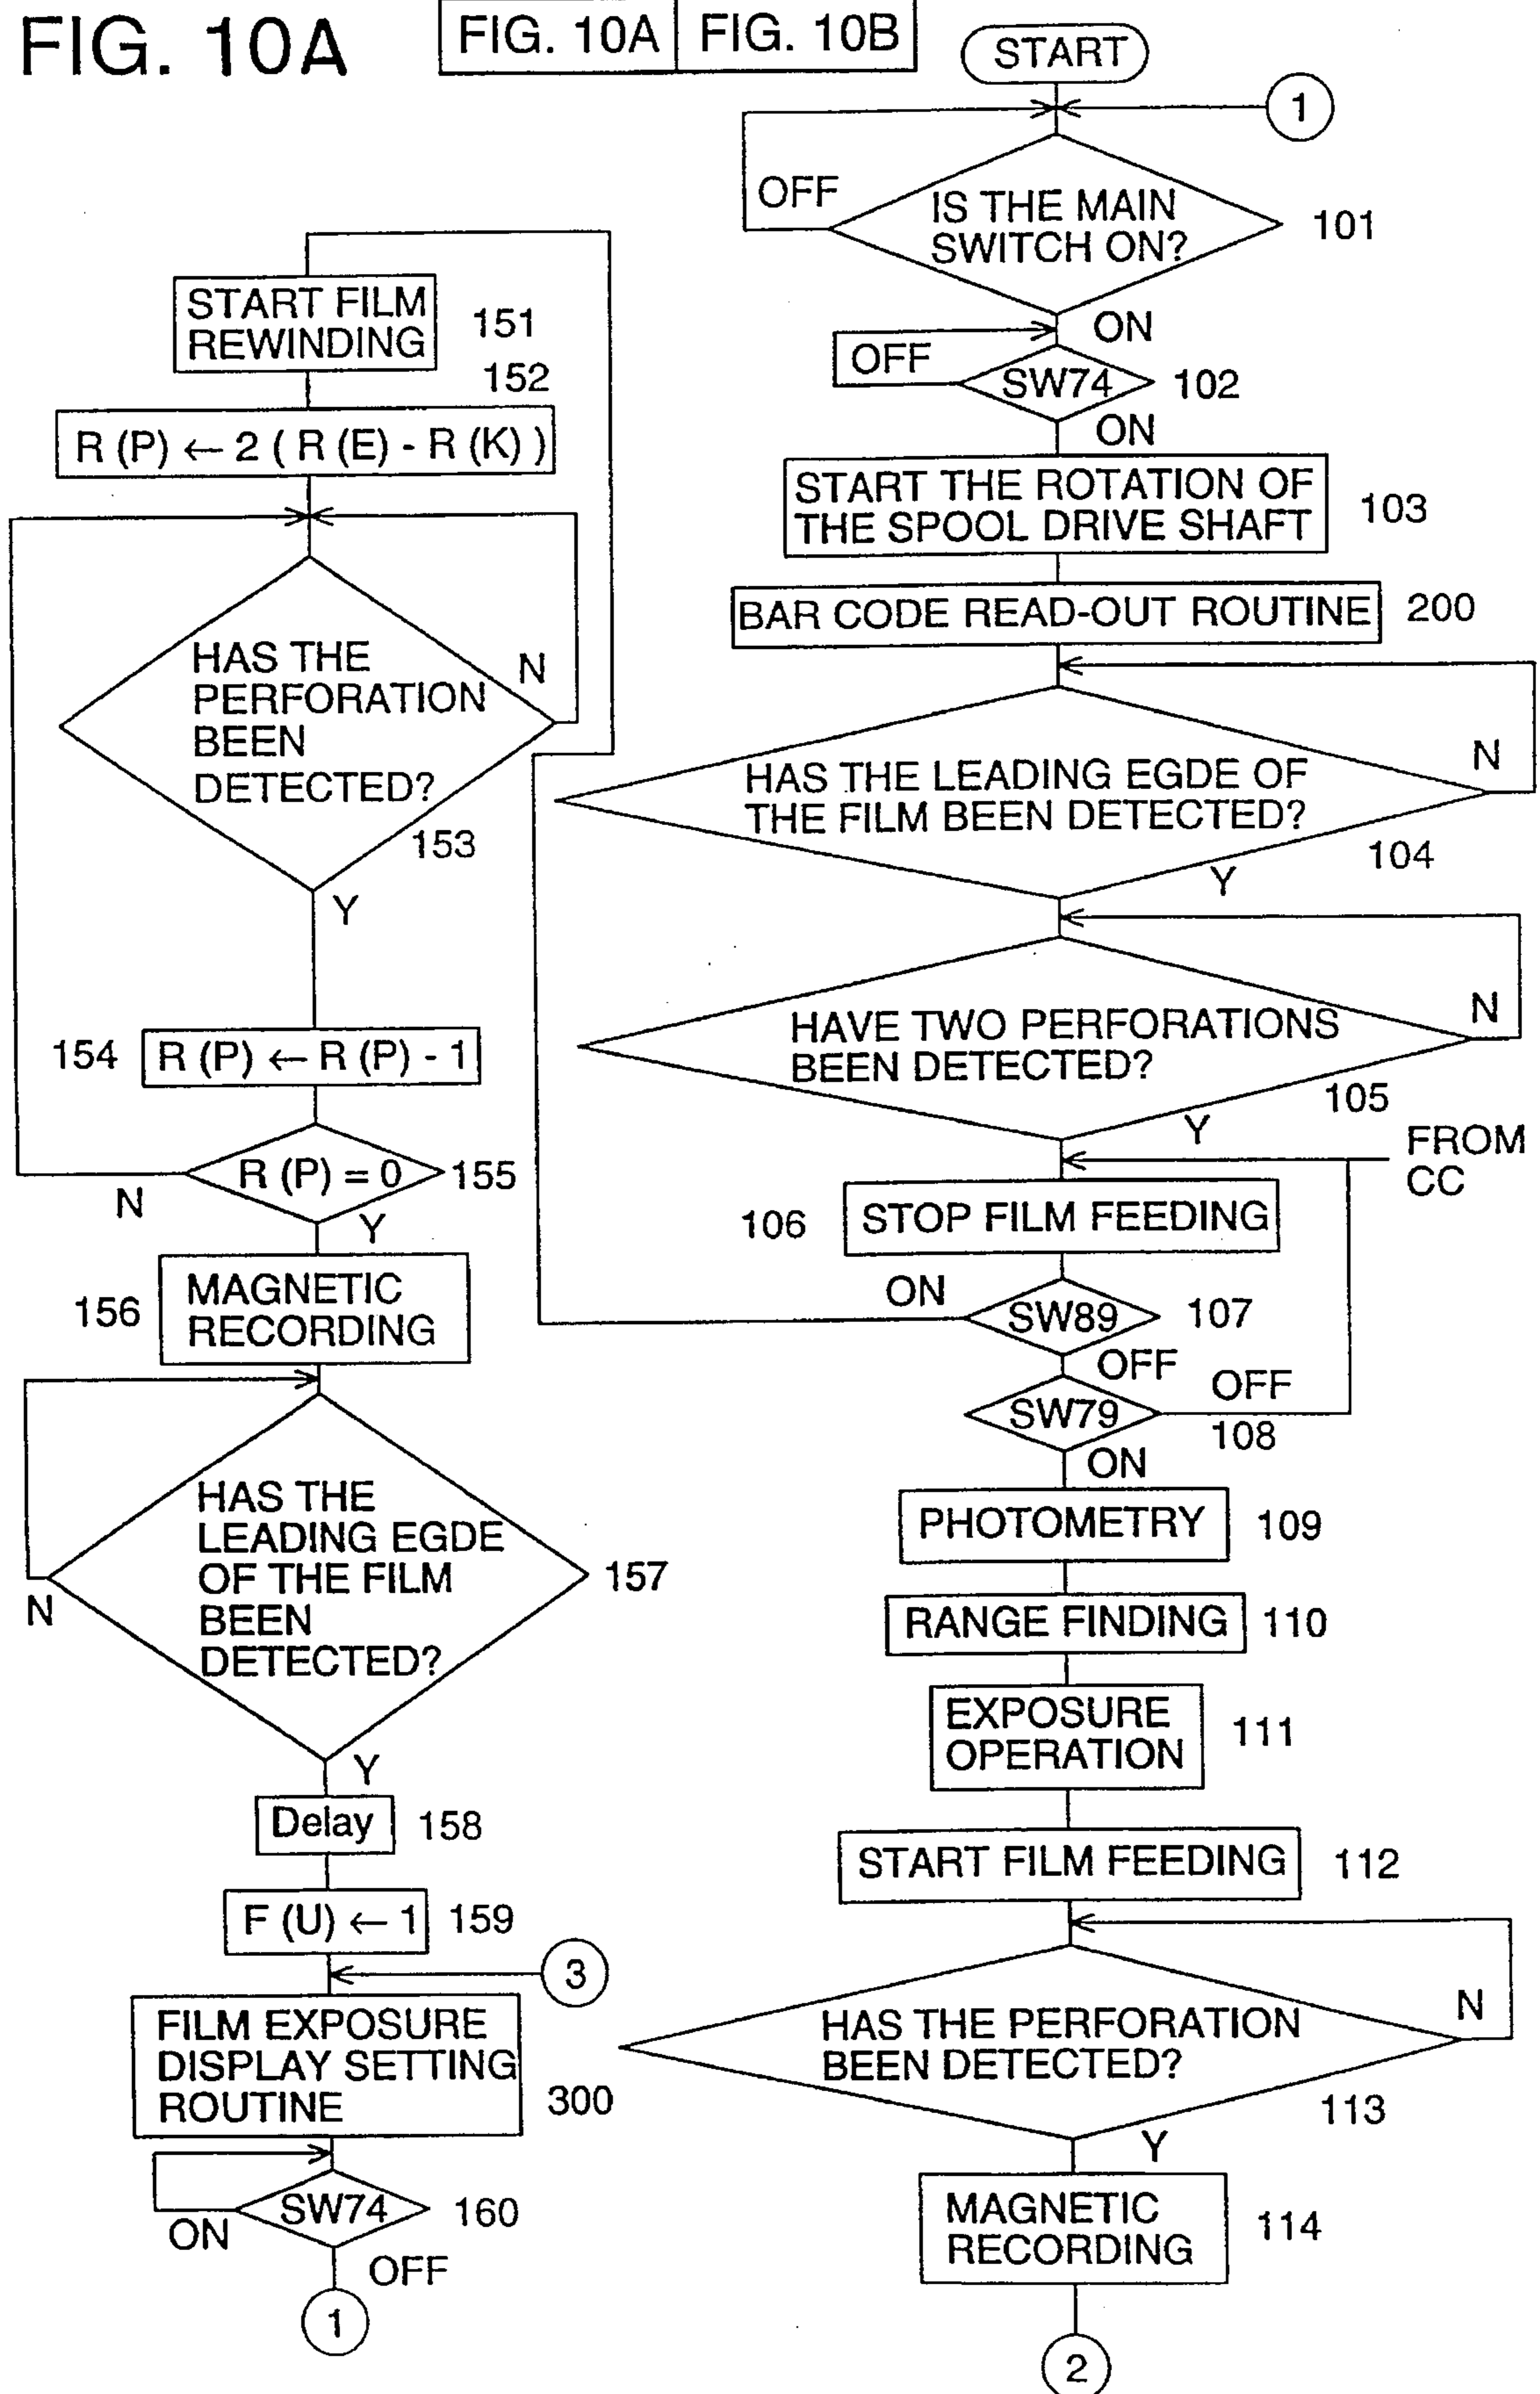 FIG. 10A
FIG. 10A FIG. 10B
START
1
OFF
IS THE MAIN
SWITCH ON?
101
ON
OFF
SW74
102
ON
START THE ROTATION OF
THE SPOOL DRIVE SHAFT
103
BAR CODE READ-OUT ROUTINE
200
HAS THE LEADING EGDE OF
THE FILM BEEN DETECTED?
N
104
Y
HAVE TWO PERFORATIONS
BEEN DETECTED?
N
105
Y
FROM
CC
106
STOP FILM FEEDING
ON
SW89
107
OFF
SW79
OFF
108
ON
PHOTOMETRY
109
RANGE FINDING
110
EXPOSURE
OPERATION
111
START FILM FEEDING
112
HAS THE PERFORATION
BEEN DETECTED?
N
113
Y
MAGNETIC
RECORDING
114
2
START FILM
REWINDING
151
152
R (P) ← 2 ( R (E) - R (K) )
HAS THE
PERFORATION
BEEN
DETECTED?
N
153
Y
154
R (P) ← R (P) - 1
R (P) = 0
155
N
Y
156
MAGNETIC
RECORDING
HAS THE
LEADING EGDE
OF THE FILM
BEEN
DETECTED?
157
N
Y
Delay
158
F (U) ← 1
159
3
FILM EXPOSURE
DISPLAY SETTING
ROUTINE
300
SW74
160
ON
OFF
1